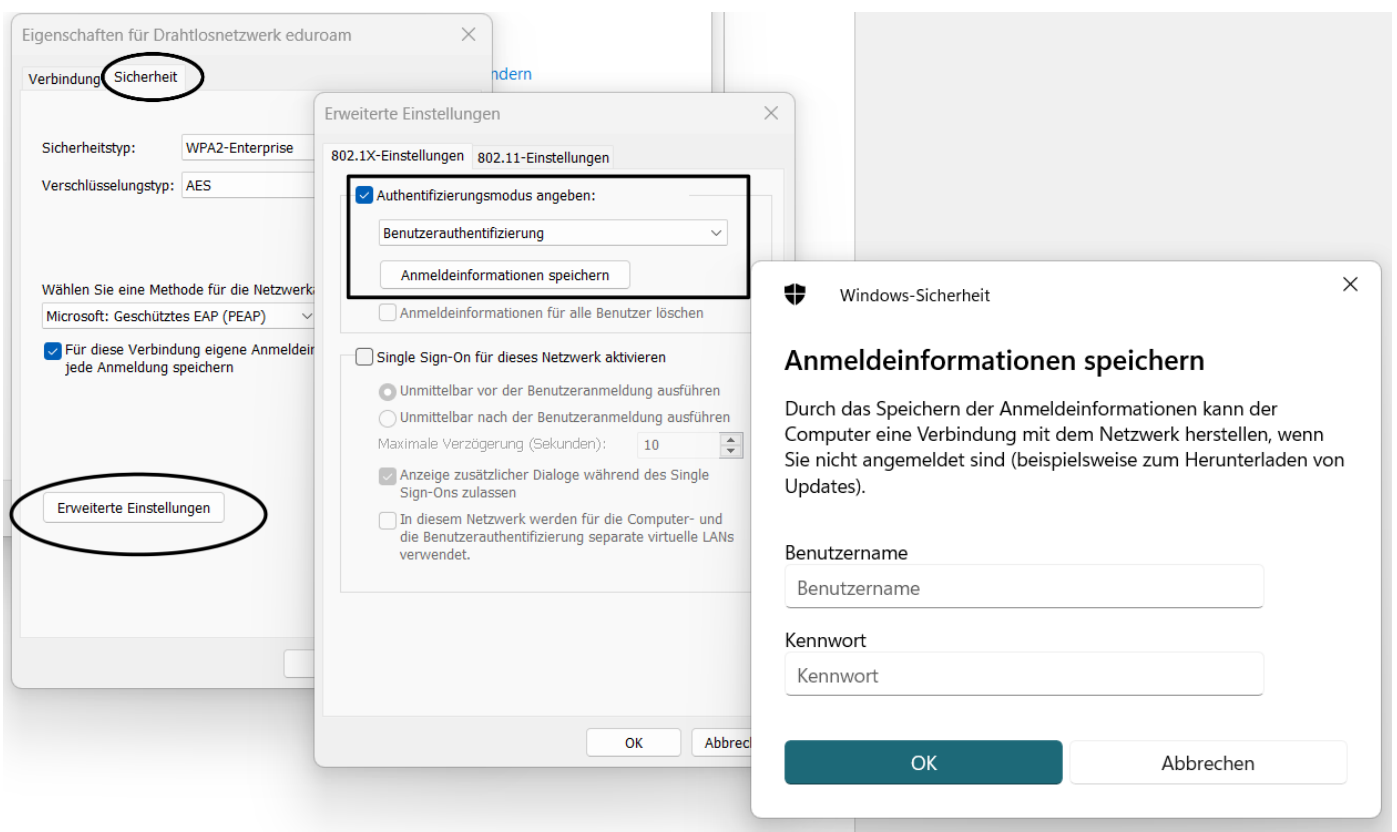 Eigenschaften für Drahtlosnetzwerk eduroam
Verbindung
Sicherheit
Sicherheitstyp:
WPA2-Enterprise
Verschlüsselungstyp:
AES
Wählen Sie eine Methode für die
Microsoft: Geschütztes EAP (PEAP)
Für diese Verbindung eigene
jede Anmeldung speichern
Erweiterte Einstellungen
ndern
Erweiterte Einstellungen
802.1X-Einstellungen
802.11-Einstellungen
Authentifizierungsmodus angeben:
Benutzerauthentifizierung
Anmeldeinformationen speichern
Anmeldeinformationen für alle Benutzer löschen
Single Sign-On für dieses Netzwerk aktivieren
Unmittelbar vor der Benutzeranmeldung ausführen
Unmittelbar nach der Benutzeranmeldung ausführen
Maximale Verzögerung (Sekunden):
10
Anzeige zusätzlicher Dialoge während des Single
Sign-Ons zulassen
In diesem Netzwerk werden für die Computer- und
die Benutzerauthentifizierung separate virtuelle LANs
verwendet.
OK
Abbrec
Windows-Sicherheit
Anmeldeinformationen speichern
Durch das Speichern der Anmeldeinformationen kann der
Computer eine Verbindung mit dem Netzwerk herstellen, wenn
Sie nicht angemeldet sind (beispielsweise zum Herunterladen von
Updates).
Benutzername
Benutzername
Kennwort
Kennwort
OK
Abbrechen